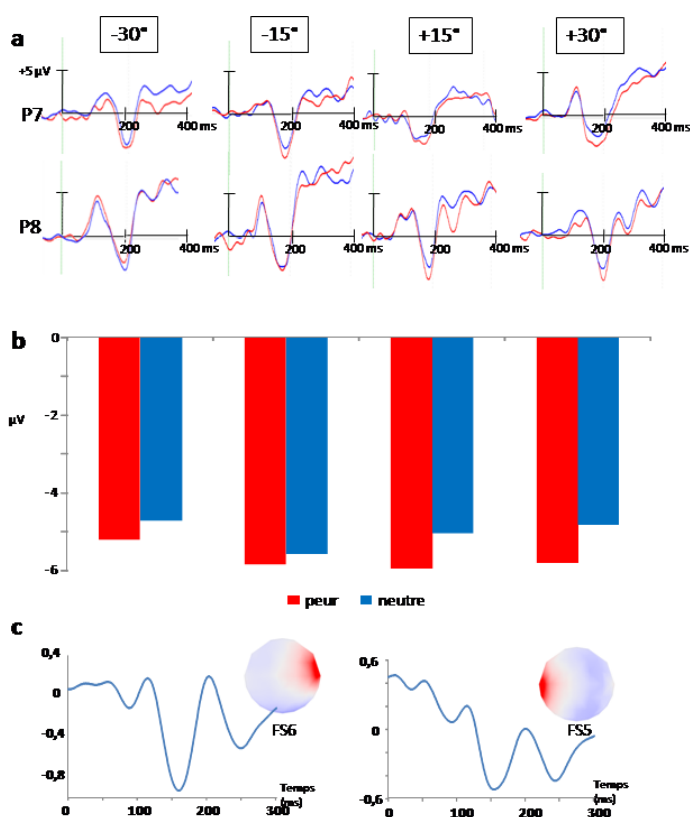 a
-30° -15° +15° +30°
+5 µV
P7
200 400 ms 200 400 ms 200 400 ms 200 400 ms
P8
200 400 ms 200 400 ms 200 400 ms 200 400 ms
b
0
-2
µV
-4
-6
peur neutre
c
0,4
0
-0,4
-0,8
FS6
Temps
(ms)
0 100 200 300
0,6
0
-0,6
FS5
Temps
(ms)
0 100 200 300